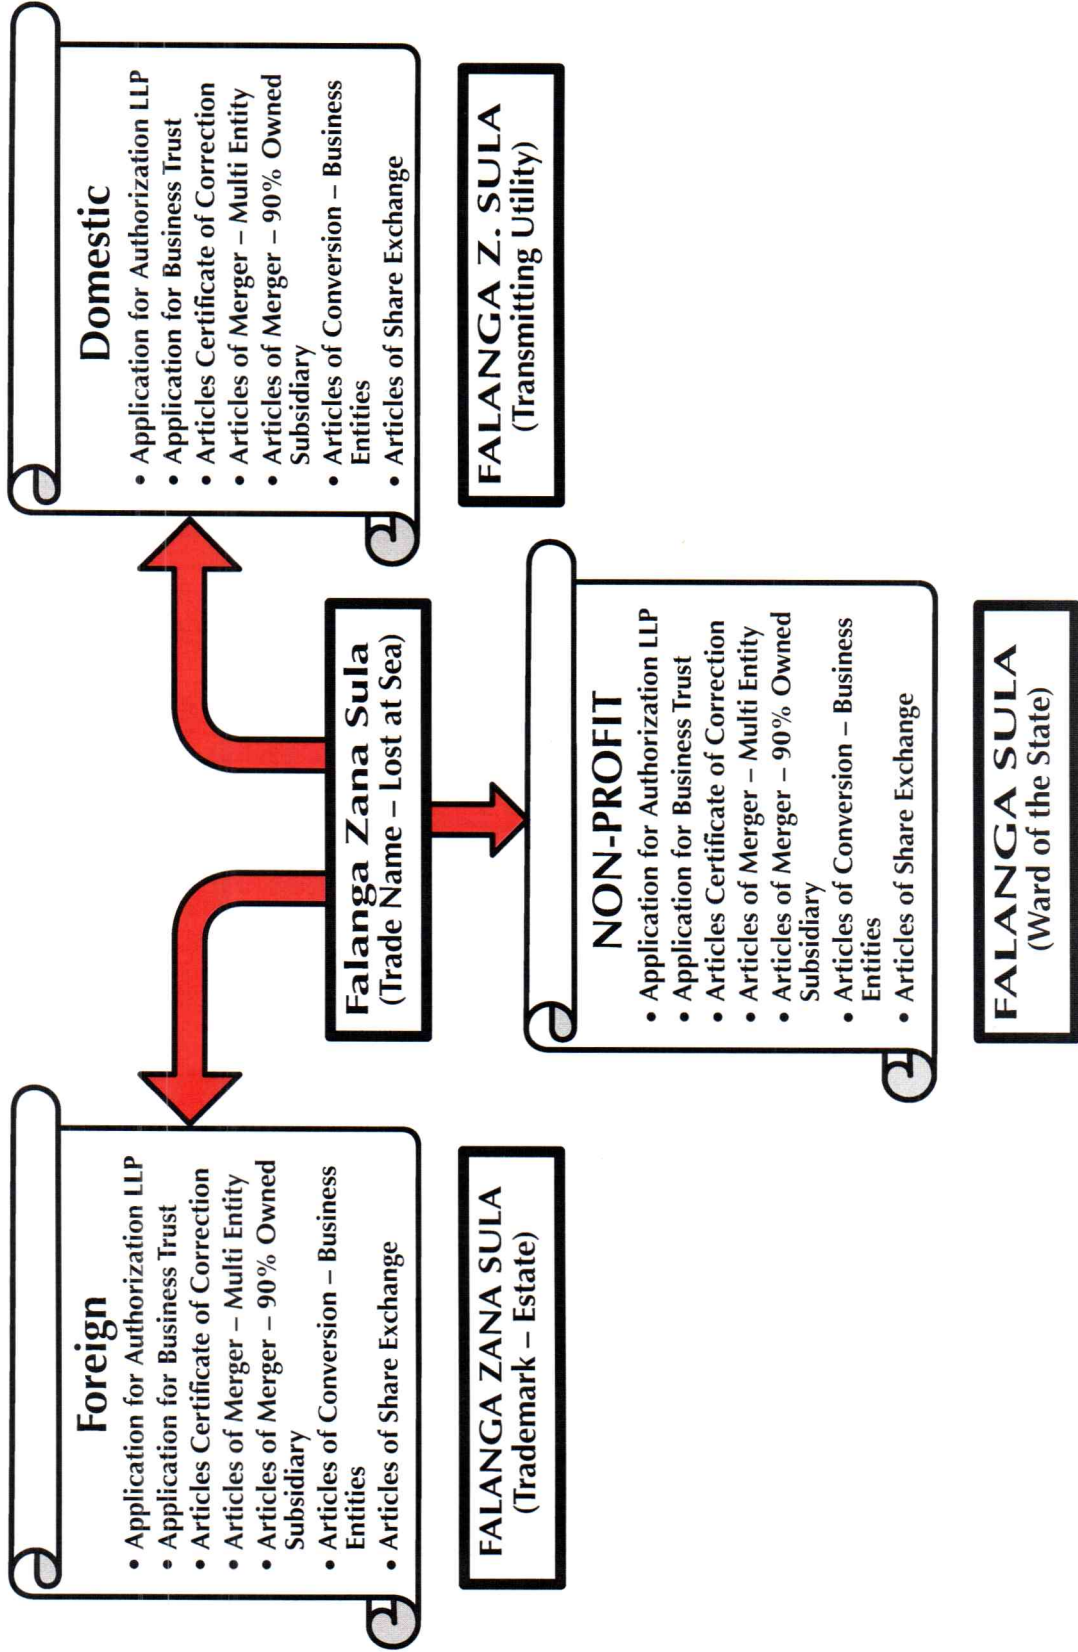 Foreign
• Application for Authorization LLP
• Application for Business Trust
• Articles Certificate of Correction
• Articles of Merger – Multi Entity
• Articles of Merger – 90% Owned
Subsidiary
• Articles of Conversion – Business
Entities
• Articles of Share Exchange
FALANGA ZANA SULA
(Trademark – Estate)
Falanga Zana Sula
(Trade Name – Lost at Sea)
Domestic
• Application for Authorization LLP
• Application for Business Trust
• Articles Certificate of Correction
• Articles of Merger – Multi Entity
• Articles of Merger – 90% Owned
Subsidiary
• Articles of Conversion – Business
Entities
• Articles of Share Exchange
FALANGA Z. SULA
(Transmitting Utility)
NON-PROFIT
• Application for Authorization LLP
• Application for Business Trust
• Articles Certificate of Correction
• Articles of Merger – Multi Entity
• Articles of Merger – 90% Owned
Subsidiary
• Articles of Conversion – Business
Entities
• Articles of Share Exchange
FALANGA SULA
(Ward of the State)